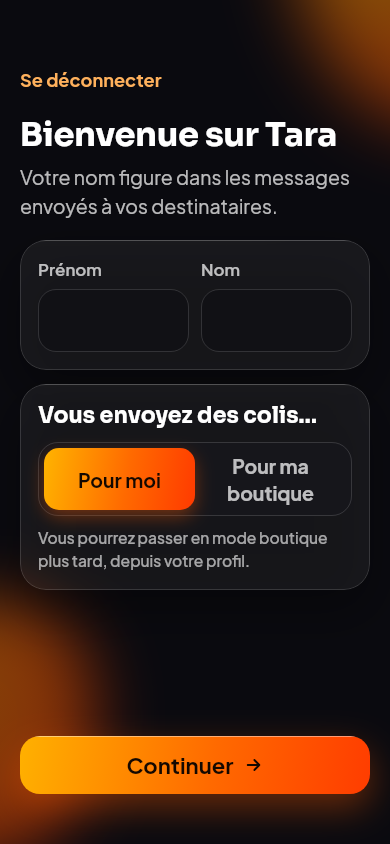 Se déconnecter
Bienvenue sur Tara
Votre nom figure dans les messages
envoyés à vos destinataires.
Prénom
Nom
Vous envoyez des colis...
Pour moi
Pour ma
boutique
Vous pourrez passer en mode boutique
plus tard, depuis votre profil.
Continuer →